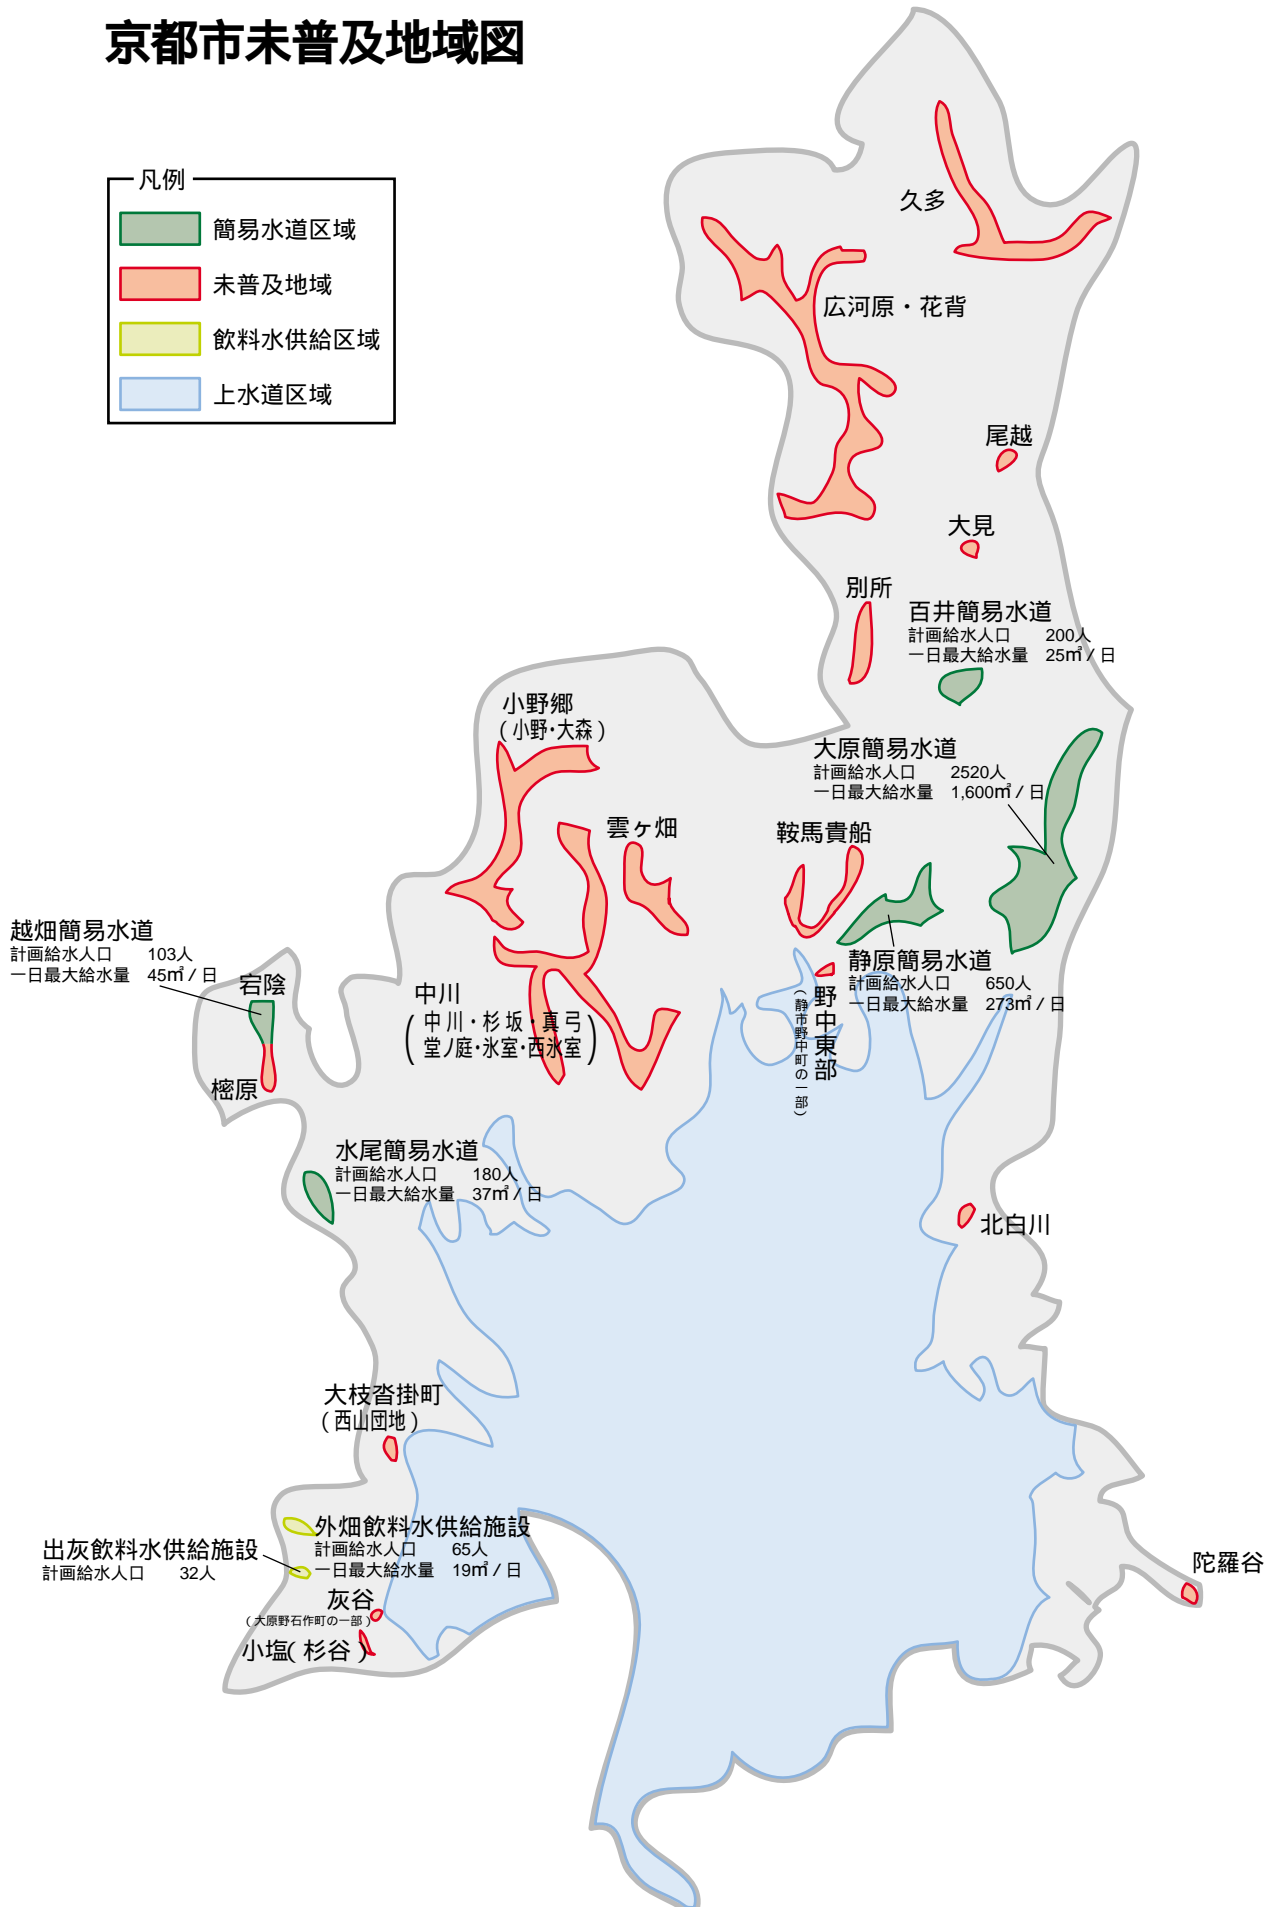 京都市未普及地域図
凡例
簡易水道区域
未普及地域
飲料水供給区域
上水道区域
久多
広河原・花背
尾越
大見
別所
百井簡易水道
計画給水人口 200人
一日最大給水量 25㎥/日
小野郷
(小野・大森)
大原簡易水道
計画給水人口 2520人
一日最大給水量 1,600㎥/日
雲ヶ畑
鞍馬貴船
越畑簡易水道
計画給水人口 103人
一日最大給水量 45㎥/日
宕陰
樒原
中川
(中川・杉坂・真弓
堂ノ庭・氷室・西氷室)
静原簡易水道
計画給水人口 650人
一日最大給水量 273㎥/日
野中東部
(静市野中町の一部)
水尾簡易水道
計画給水人口 180人
一日最大給水量 37㎥/日
北白川
大枝沓掛町
(西山団地)
外畑飲料水供給施設
計画給水人口 65人
一日最大給水量 19㎥/日
出灰飲料水供給施設
計画給水人口 32人
灰谷
(大原野石作町の一部)
小塩(杉谷)
陀羅谷